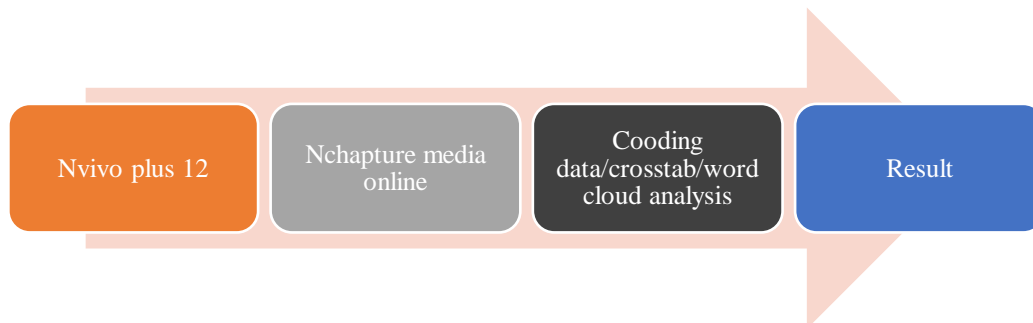 Nvivo plus 12
Nchapture media
online
Cooding
data/crosstab/word
cloud analysis
Result